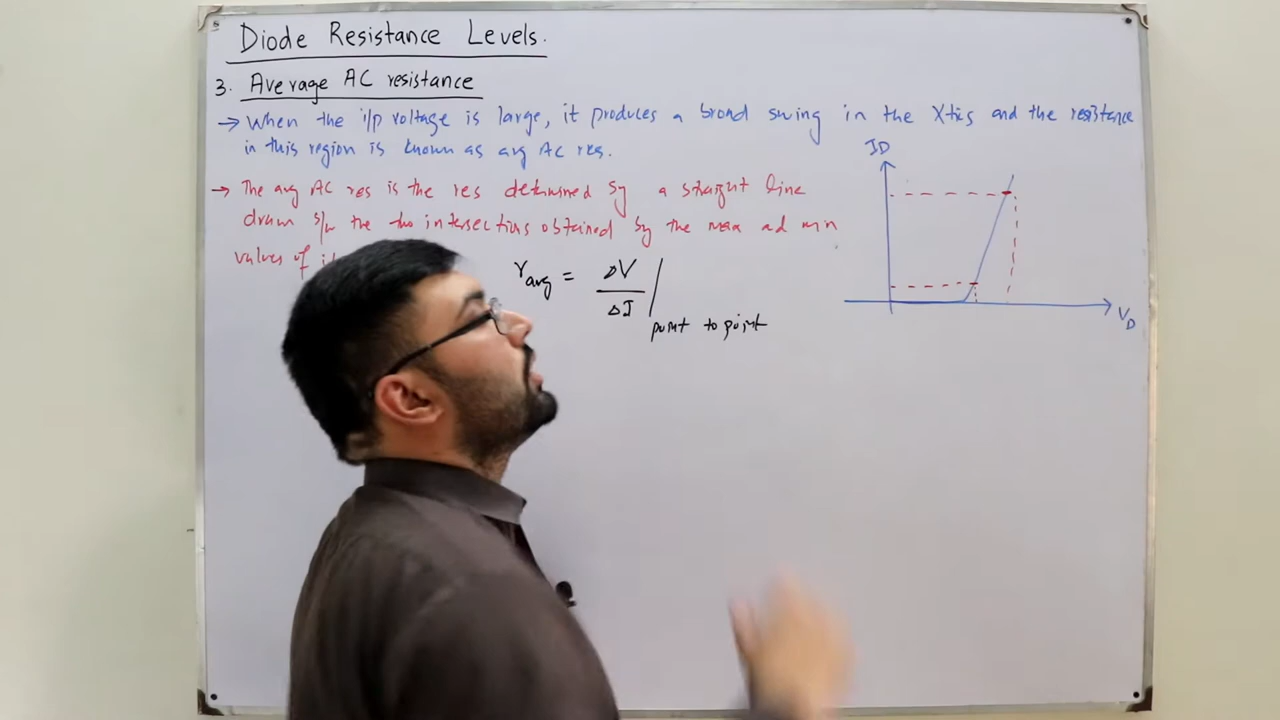 Diode Resistance Levels.
3. Average AC resistance
→ When the i/p voltage is large, it produces a broad swing in the Xtics and the resistance
in this region is known as avg AC res.
→ The avg AC res is the res determined by a straight line
drawn b/w the two intersections obtained by the max ad min
values of
r avg = ΔV
ΔI
point to point
ID
VD